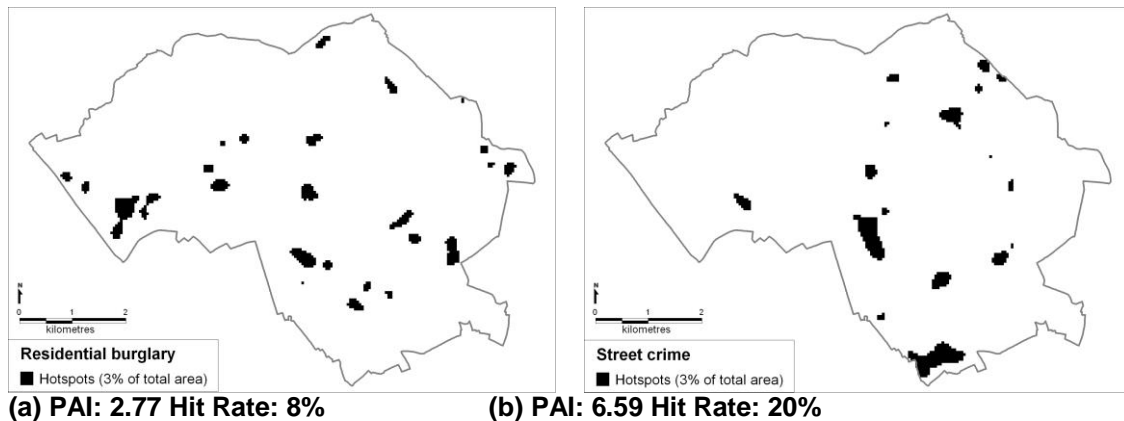 N
0 1 2
kilometres
Residential burglary
Hotspots (3% of total area)
(a) PAI: 2.77 Hit Rate: 8%
N
0 1 2
kilometres
Street crime
Hotspots (3% of total area)
(b) PAI: 6.59 Hit Rate: 20%